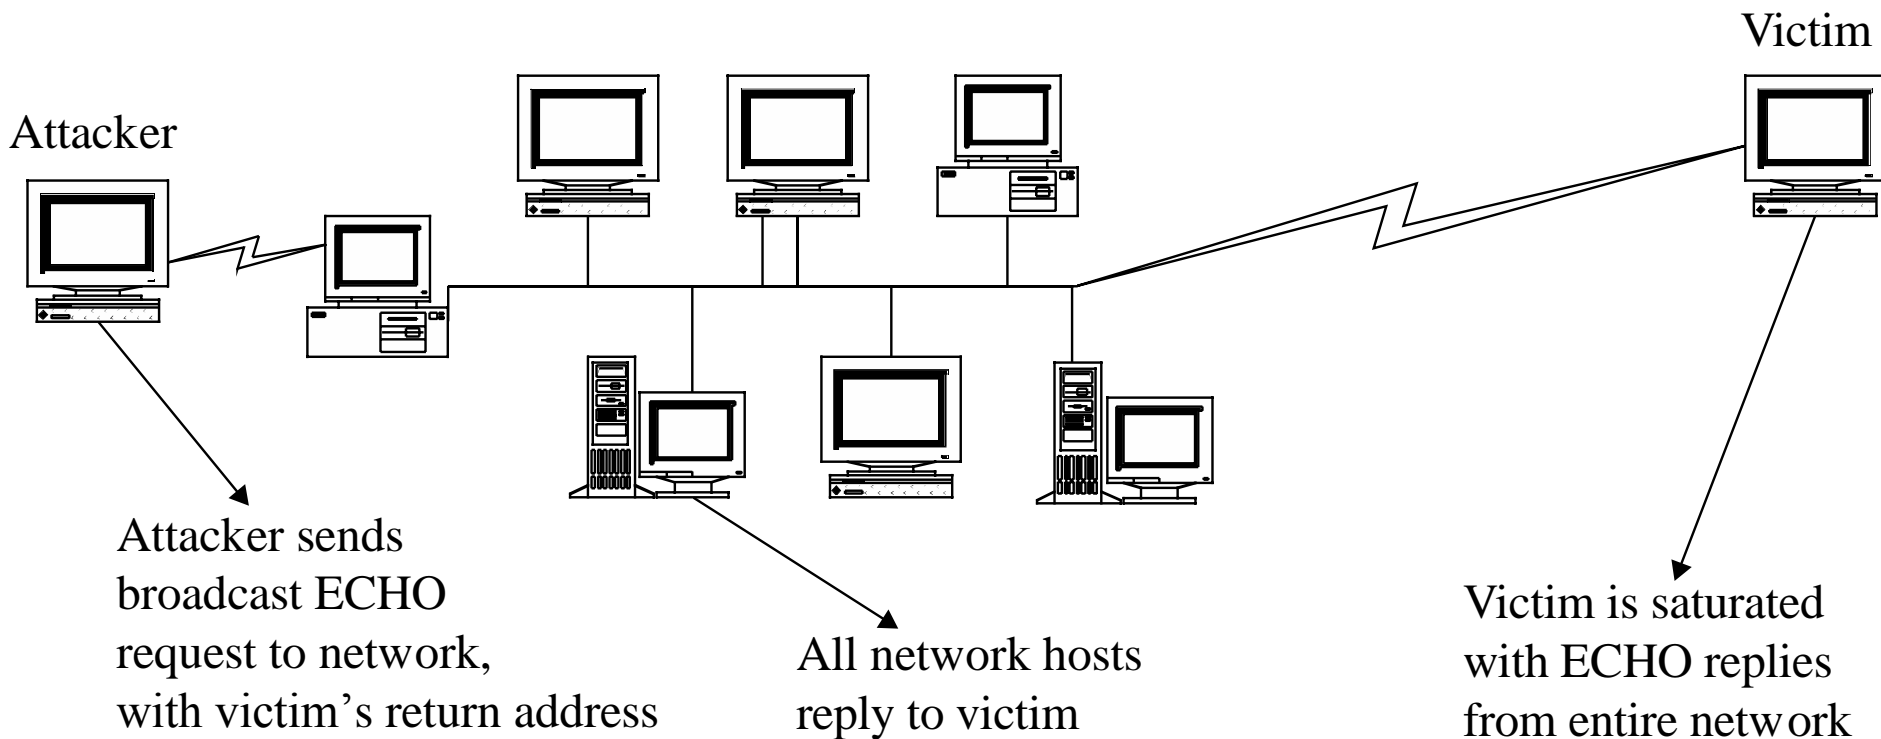 Victim
Attacker
Attacker sends
broadcast ECHO
request to network,
with victim’s return address
All network hosts
reply to victim
Victim is saturated
with ECHO replies
from entire network